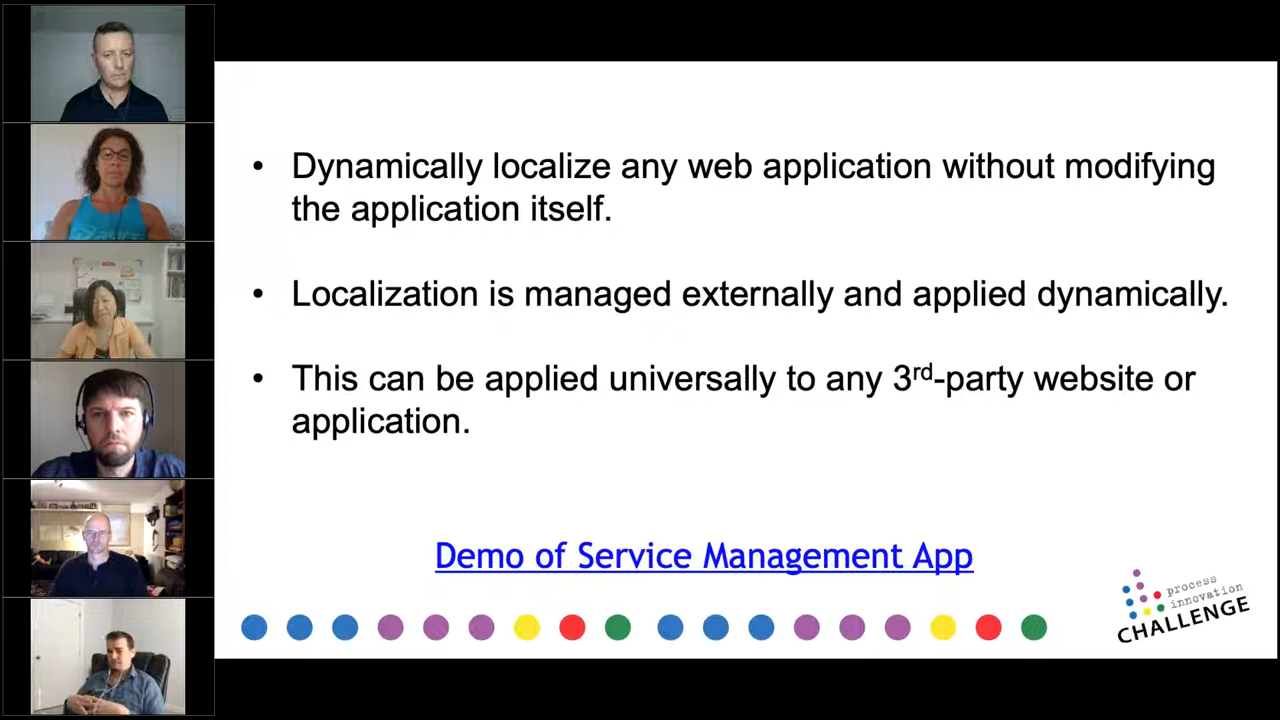 • Dynamically localize any web application without modifying
the application itself.
• Localization is managed externally and applied dynamically.
• This can be applied universally to any 3rd-party website or
application.
Demo of Service Management App
process
innovation
CHALLENGE